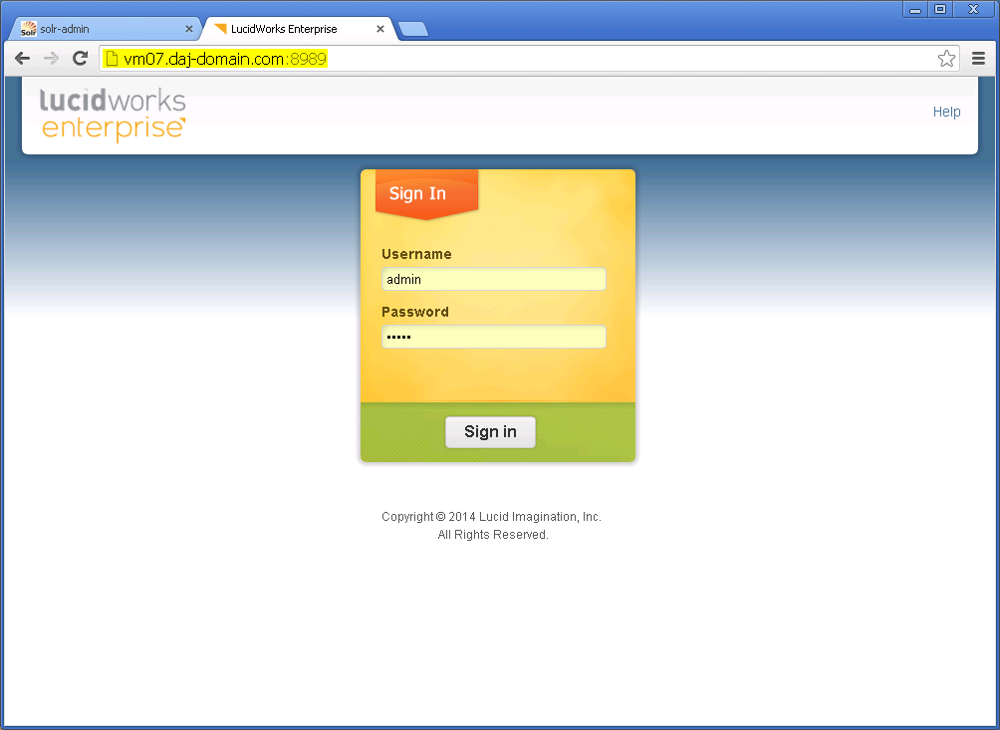 Solr solr-admin
LucidWorks Enterprise
vm07.daj-domain.com:8989
lucidworks
enterprise
Help
Sign In
Username
admin
Password
•••••
Sign in
Copyright © 2014 Lucid Imagination, Inc.
All Rights Reserved.